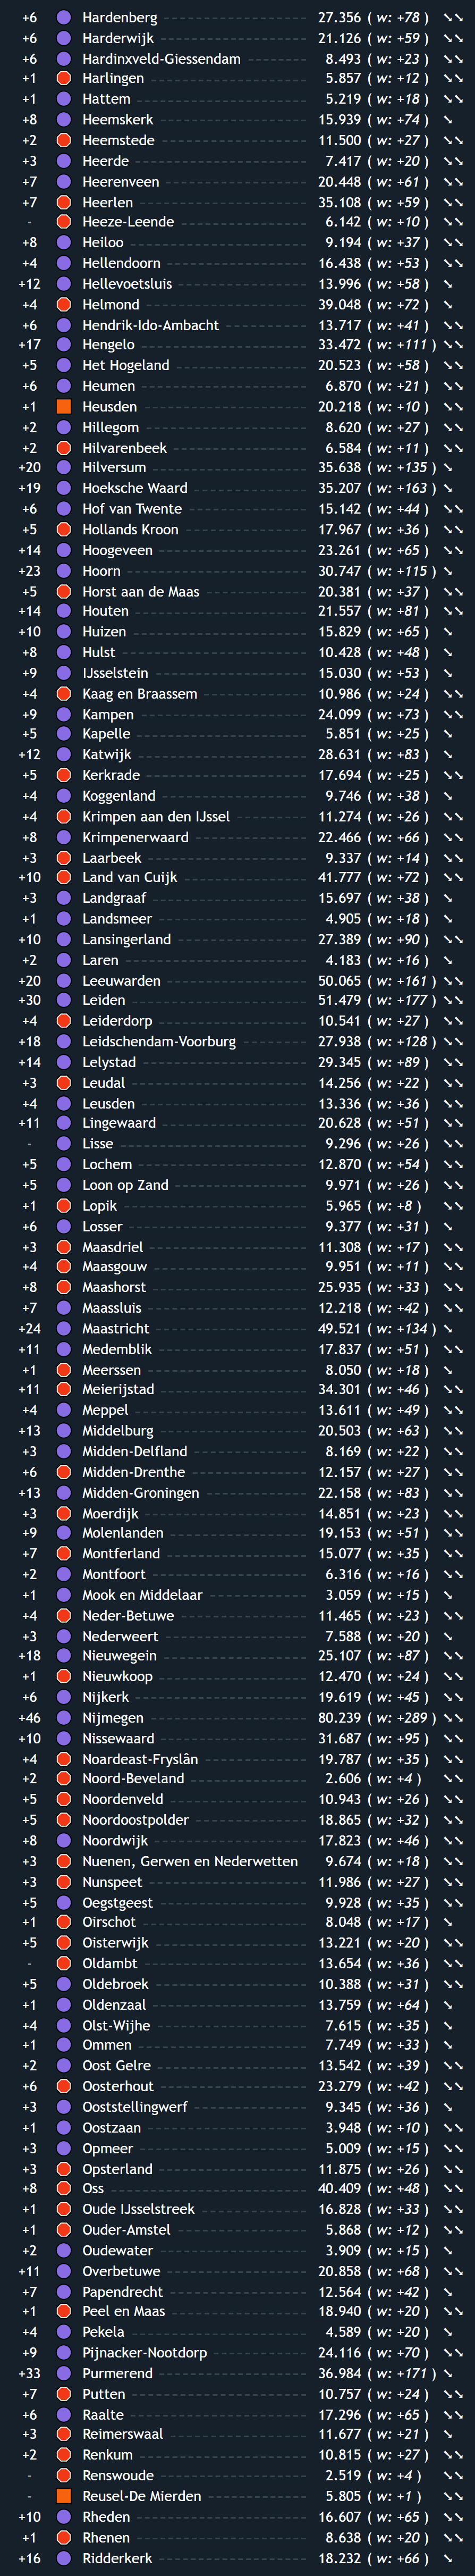 +6 Hardenberg 27.356 ( w: +78 )
+6 Harderwijk 21.126 ( w: +59 )
+6 Hardinxveld-Giessendam 8.493 ( w: +23 )
+1 Harlingen 5.857 ( w: +12 )
+1 Hattem 5.219 ( w: +18 )
+8 Heemskerk 15.939 ( w: +74 )
+2 Heemstede 11.500 ( w: +27 )
+3 Heerde 7.417 ( w: +20 )
+7 Heerenveen 20.448 ( w: +61 )
+7 Heerlen 35.108 ( w: +59 )
- Heeze-Leende 6.142 ( w: +10 )
+8 Heiloo 9.194 ( w: +37 )
+4 Hellendoorn 16.438 ( w: +53 )
+12 Hellevoetsluis 13.996 ( w: +58 )
+4 Helmond 39.048 ( w: +72 )
+6 Hendrik-Ido-Ambacht 13.717 ( w: +41 )
+17 Hengelo 33.472 ( w: +111 )
+5 Het Hogeland 20.523 ( w: +58 )
+6 Heumen 6.870 ( w: +21 )
+1 Heusden 20.218 ( w: +10 )
+2 Hillegom 8.620 ( w: +27 )
+2 Hilvarenbeek 6.584 ( w: +11 )
+20 Hilversum 35.638 ( w: +135 )
+19 Hoeksche Waard 35.207 ( w: +163 )
+6 Hof van Twente 15.142 ( w: +44 )
+5 Hollands Kroon 17.967 ( w: +36 )
+14 Hoogeveen 23.261 ( w: +65 )
+23 Hoorn 30.747 ( w: +115 )
+5 Horst aan de Maas 20.381 ( w: +37 )
+14 Houten 21.557 ( w: +81 )
+10 Huizen 15.829 ( w: +65 )
+8 Hulst 10.428 ( w: +48 )
+9 IJsselstein 15.030 ( w: +53 )
+4 Kaag en Braassem 10.986 ( w: +24 )
+9 Kampen 24.099 ( w: +73 )
+5 Kapelle 5.851 ( w: +25 )
+12 Katwijk 28.631 ( w: +83 )
+5 Kerkrade 17.694 ( w: +25 )
+4 Koggenland 9.746 ( w: +38 )
+4 Krimpen aan den IJssel 11.274 ( w: +26 )
+8 Krimpenerwaard 22.466 ( w: +66 )
+3 Laarbeek 9.337 ( w: +14 )
+10 Land van Cuijk 41.777 ( w: +72 )
+3 Landgraaf 15.697 ( w: +38 )
+1 Landsmeer 4.905 ( w: +18 )
+10 Lansingerland 27.389 ( w: +90 )
+2 Laren 4.183 ( w: +16 )
+20 Leeuwarden 50.065 ( w: +161 )
+30 Leiden 51.479 ( w: +177 )
+4 Leiderdorp 10.541 ( w: +27 )
+18 Leidschendam-Voorburg 27.938 ( w: +128 )
+14 Lelystad 29.345 ( w: +89 )
+3 Leudal 14.256 ( w: +22 )
+4 Leusden 13.336 ( w: +36 )
+11 Lingewaard 20.628 ( w: +51 )
- Lisse 9.296 ( w: +26 )
+5 Lochem 12.870 ( w: +54 )
+5 Loon op Zand 9.971 ( w: +26 )
+1 Lopik 5.965 ( w: +8 )
+6 Losser 9.377 ( w: +31 )
+3 Maasdriel 11.308 ( w: +17 )
+4 Maasgouw 9.951 ( w: +11 )
+8 Maashorst 25.935 ( w: +33 )
+7 Maassluis 12.218 ( w: +42 )
+24 Maastricht 49.521 ( w: +134 )
+11 Medemblik 17.837 ( w: +51 )
+1 Meerssen 8.050 ( w: +18 )
+11 Meierijstad 34.301 ( w: +46 )
+4 Meppel 13.611 ( w: +49 )
+13 Middelburg 20.503 ( w: +63 )
+3 Midden-Delfland 8.169 ( w: +22 )
+6 Midden-Drenthe 12.157 ( w: +27 )
+13 Midden-Groningen 22.158 ( w: +83 )
+3 Moerdijk 14.851 ( w: +23 )
+9 Molenlanden 19.153 ( w: +51 )
+7 Montferland 15.077 ( w: +35 )
+2 Montfoort 6.316 ( w: +16 )
+1 Mook en Middelaar 3.059 ( w: +15 )
+4 Neder-Betuwe 11.465 ( w: +23 )
+3 Nederweert 7.588 ( w: +20 )
+18 Nieuwegein 25.107 ( w: +87 )
+1 Nieuwkoop 12.470 ( w: +24 )
+6 Nijkerk 19.619 ( w: +45 )
+46 Nijmegen 80.239 ( w: +289 )
+10 Nissewaard 31.687 ( w: +95 )
+4 Noardeast-Fryslân 19.787 ( w: +35 )
+2 Noord-Beveland 2.606 ( w: +4 )
+5 Noordenveld 10.943 ( w: +26 )
+5 Noordoostpolder 18.865 ( w: +32 )
+8 Noordwijk 17.823 ( w: +46 )
+3 Nuenen, Gerwen en Nederwetten 9.674 ( w: +18 )
+3 Nunspeet 11.986 ( w: +27 )
+5 Oegstgeest 9.928 ( w: +35 )
+1 Oirschot 8.048 ( w: +17 )
+5 Oisterwijk 13.221 ( w: +20 )
- Oldambt 13.654 ( w: +36 )
+5 Oldebroek 10.388 ( w: +31 )
+1 Oldenzaal 13.759 ( w: +64 )
+4 Olst-Wijhe 7.615 ( w: +35 )
+1 Ommen 7.749 ( w: +33 )
+2 Oost Gelre 13.542 ( w: +39 )
+6 Oosterhout 23.279 ( w: +42 )
+3 Ooststellingwerf 9.345 ( w: +36 )
+1 Oostzaan 3.948 ( w: +10 )
+3 Opmeer 5.009 ( w: +15 )
+3 Opsterland 11.875 ( w: +26 )
+8 Oss 40.409 ( w: +48 )
+1 Oude IJsselstreek 16.828 ( w: +33 )
+1 Ouder-Amstel 5.868 ( w: +12 )
+2 Oudewater 3.909 ( w: +15 )
+11 Overbetuwe 20.858 ( w: +68 )
+7 Papendrecht 12.564 ( w: +42 )
+1 Peel en Maas 18.940 ( w: +20 )
+4 Pekela 4.589 ( w: +20 )
+9 Pijnacker-Nootdorp 24.116 ( w: +70 )
+33 Purmerend 36.984 ( w: +171 )
+7 Putten 10.757 ( w: +24 )
+6 Raalte 17.296 ( w: +65 )
+3 Reimerswaal 11.677 ( w: +21 )
+2 Renkum 10.815 ( w: +27 )
- Renswoude 2.519 ( w: +4 )
- Reusel-De Mierden 5.805 ( w: +1 )
+10 Rheden 16.607 ( w: +65 )
+1 Rhenen 8.638 ( w: +20 )
+16 Ridderkerk 18.232 ( w: +66 )